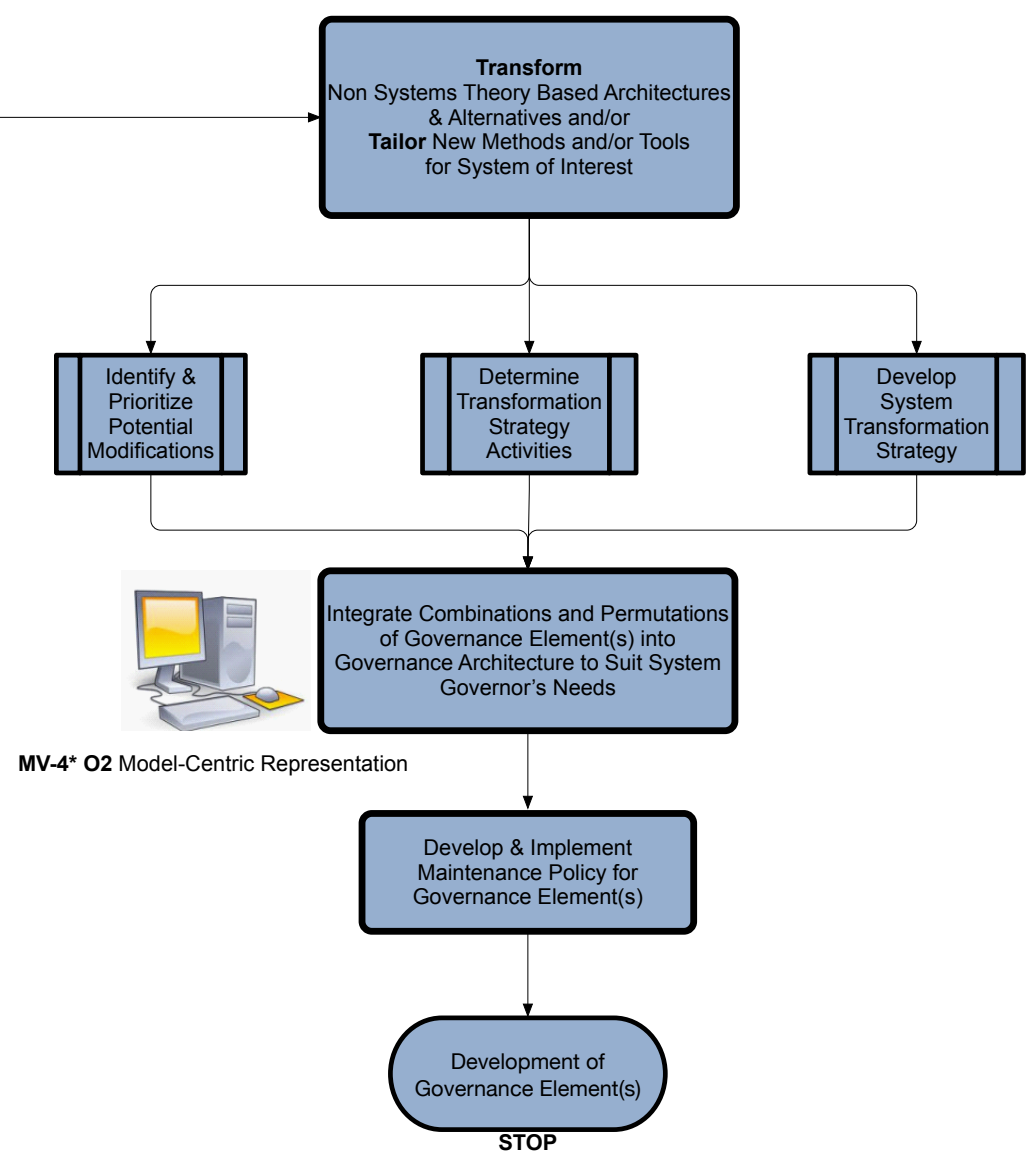 Transform
Non Systems Theory Based Architectures
& Alternatives and/or
Tailor New Methods and/or Tools
for System of Interest
Identify &
Prioritize
Potential
Modifications
Determine
Transformation
Strategy
Activities
Develop
System
Transformation
Strategy
Integrate Combinations and Permutations
of Governance Element(s) into
Governance Architecture to Suit System
Governor’s Needs
MV-4* O2 Model-Centric Representation
Develop & Implement
Maintenance Policy for
Governance Element(s)
Development of
Governance Element(s)
STOP